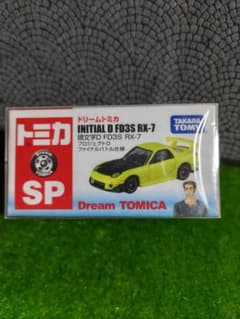 ドリームトミカ
INITIAL D FD3S RX-7
頭文字D FD3S RX-7
プロジェクトD
ファイナルバトル仕様
TAKARA
TOMY
トミカ
SP
Dream TOMICA